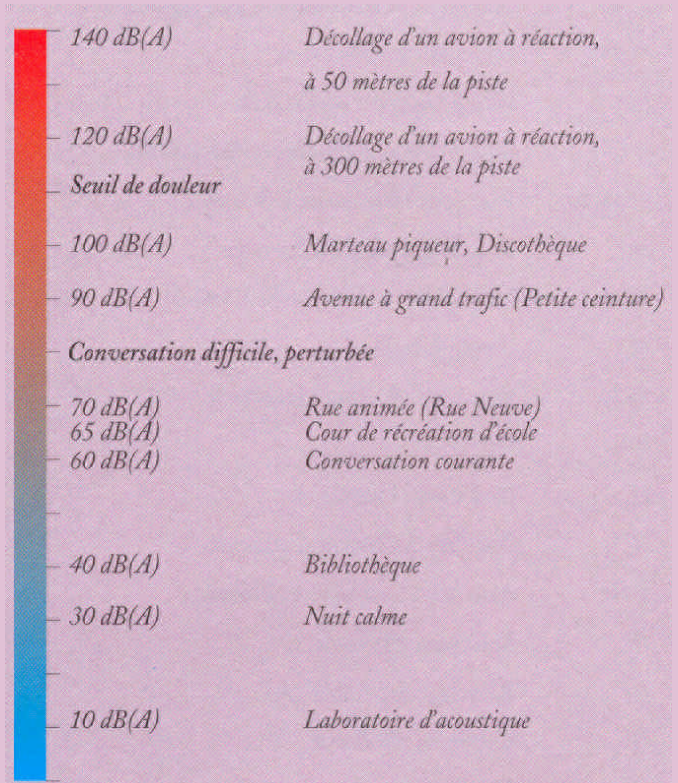 140 dB(A) Décollage d'un avion à réaction,
à 50 mètres de la piste
120 dB(A) Décollage d'un avion à réaction,
à 300 mètres de la piste
Seuil de douleur
100 dB(A) Marteau piqueur, Discothèque
90 dB(A) Avenue à grand trafic (Petite ceinture)
Conversation difficile, perturbée
70 dB(A) Rue animée (Rue Neuve)
65 dB(A) Cour de récréation d'école
60 dB(A) Conversation courante
40 dB(A) Bibliothèque
30 dB(A) Nuit calme
10 dB(A) Laboratoire d'acoustique